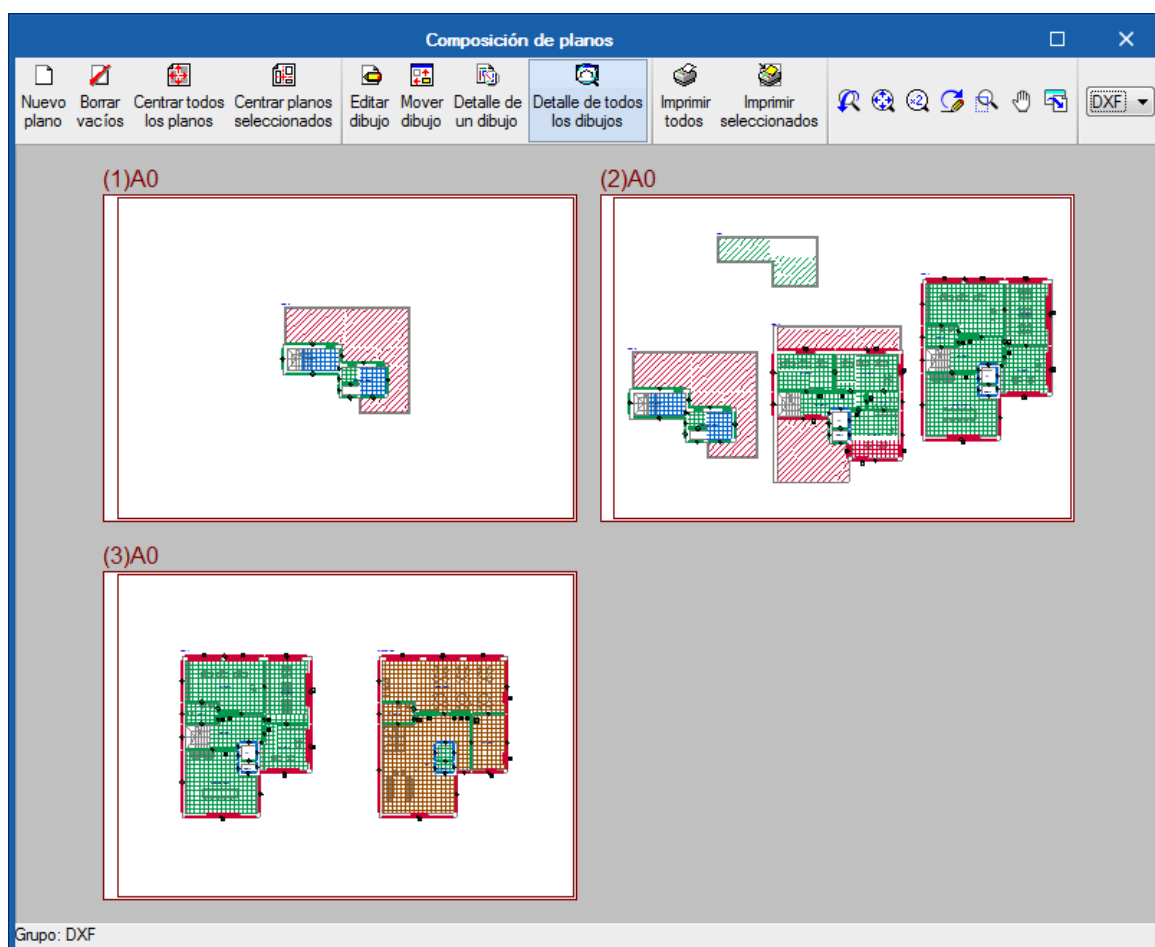 Composición de planos
Nuevo plano
Borrar vacíos
Centrar todos los planos
Centrar planos seleccionados
Editar dibujo
Mover dibujo
Detalle de un dibujo
Detalle de todos los dibujos
Imprimir todos
Imprimir seleccionados
×2
DXF
(1)A0
(2)A0
(3)A0
Grupo: DXF